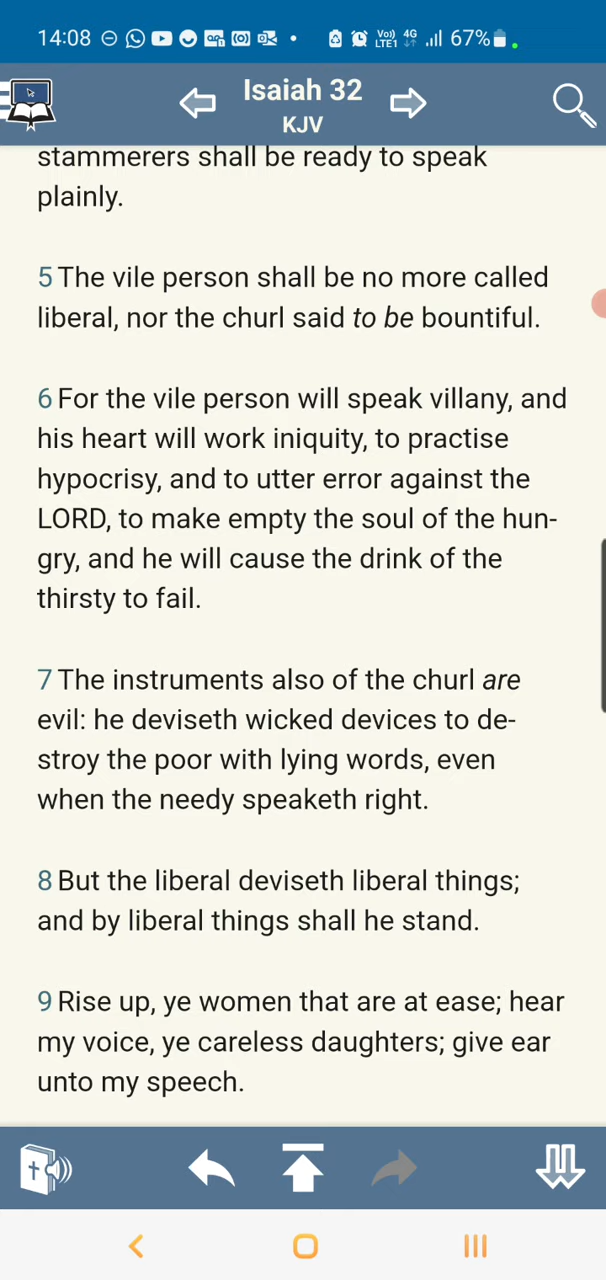 14:08
Vo))
LTE1
4G
67%
Isaiah 32
KJV
stammerers shall be ready to speak
plainly.
5 The vile person shall be no more called
liberal, nor the churl said to be bountiful.
6 For the vile person will speak villany, and
his heart will work iniquity, to practise
hypocrisy, and to utter error against the
LORD, to make empty the soul of the hun-
gry, and he will cause the drink of the
thirsty to fail.
7 The instruments also of the churl are
evil: he deviseth wicked devices to de-
stroy the poor with lying words, even
when the needy speaketh right.
8 But the liberal deviseth liberal things;
and by liberal things shall he stand.
9 Rise up, ye women that are at ease; hear
my voice, ye careless daughters; give ear
unto my speech.